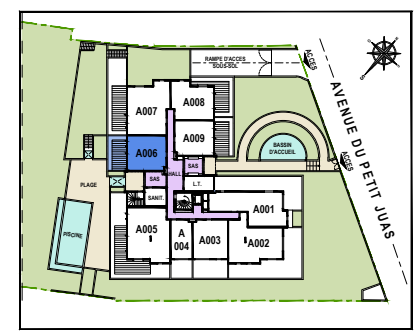 RAMPE D'ACCES
SOUS-SOL
ACCES
AVENUE DU PETIT JUAS
A007
A008
A009
A006
BASSIN
D'ACCUEIL
ACCES
HALL
SAS
SAS
L.T.
PLAGE
SANIT.
A001
PISCINE
A005
A
004
A003
A002